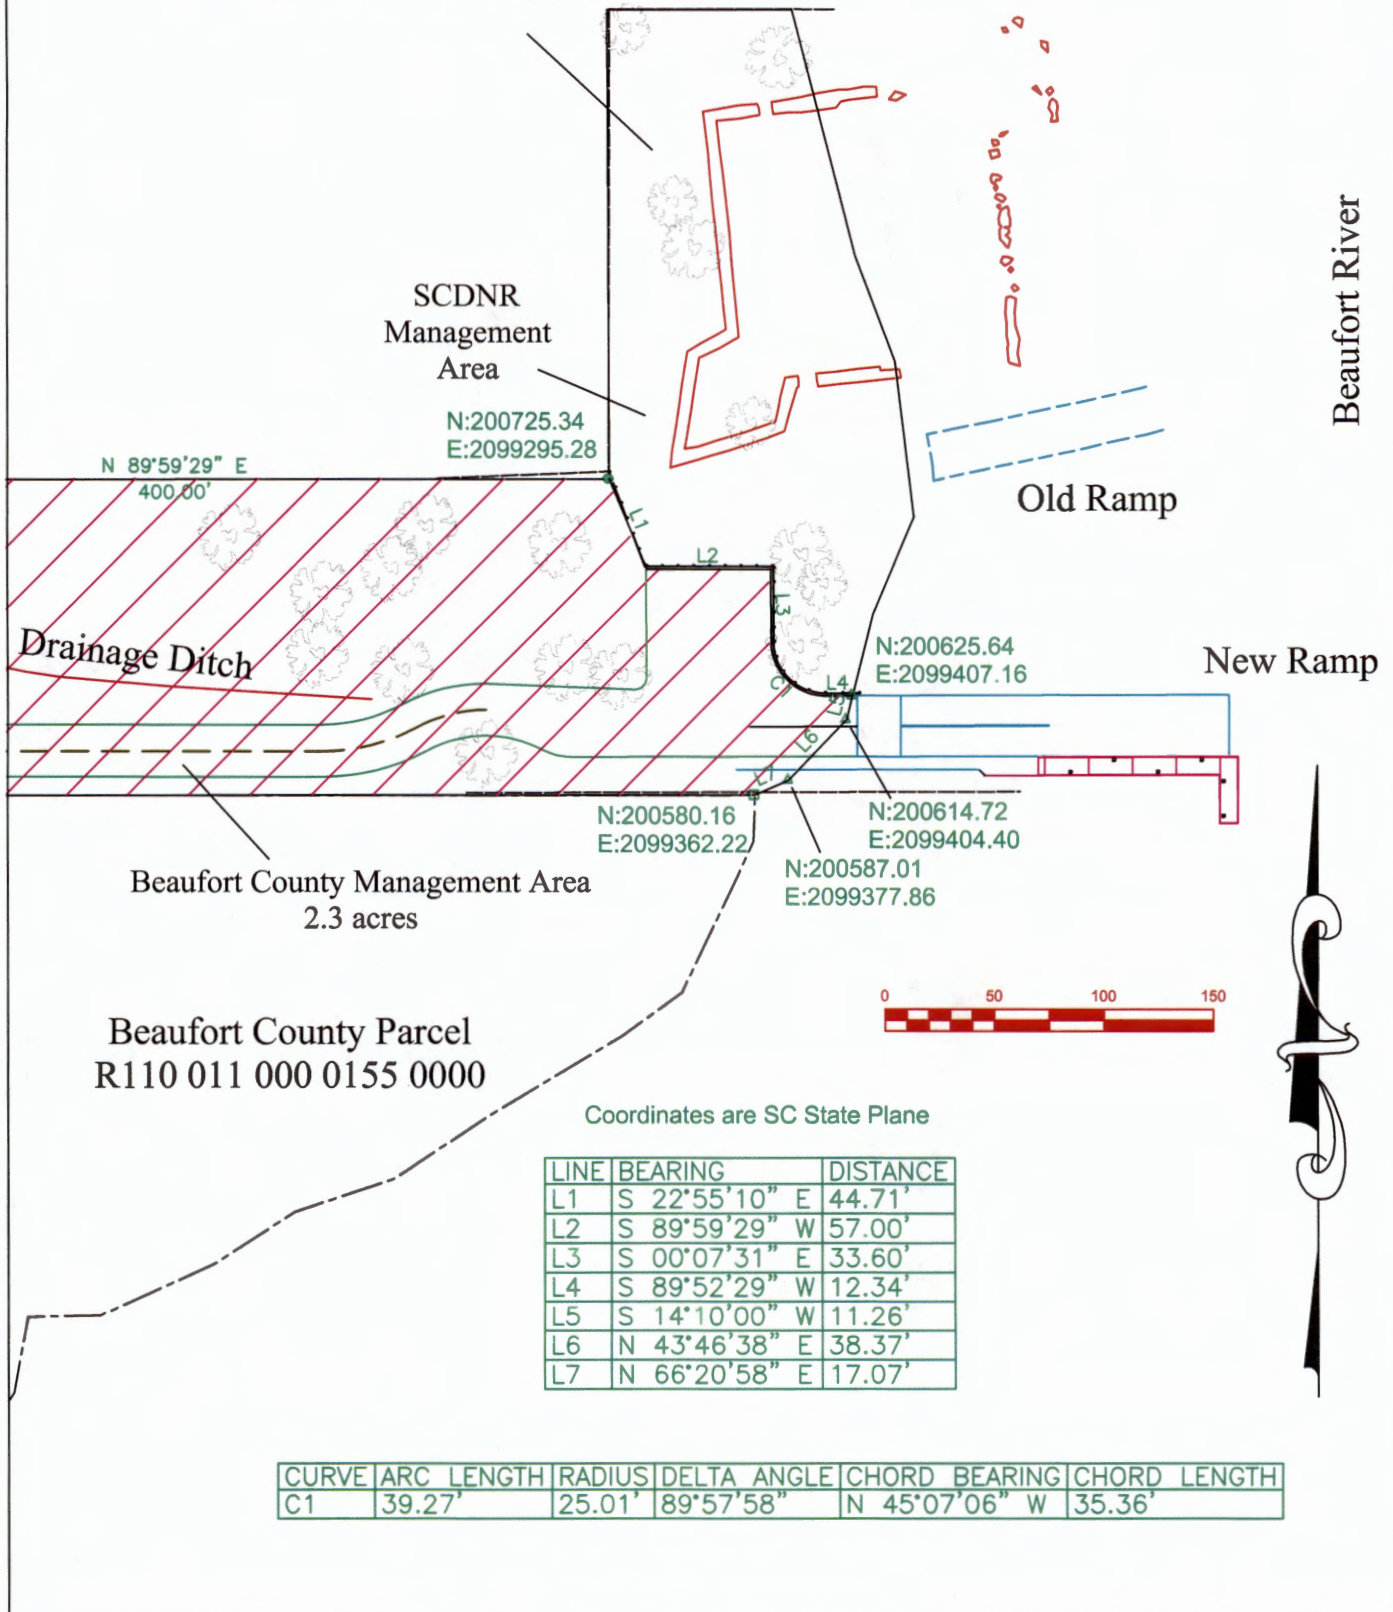 Beaufort River
SCDNR
Management
Area
N:200725.34
E:2099295.28
N 89°59'29" E
400.00'
Old Ramp
L1
L2
L3
Drainage Ditch
N:200625.64
E:2099407.16
New Ramp
C1
L4
L5
L6
L7
N:200580.16
E:2099362.22
N:200614.72
E:2099404.40
N:200587.01
E:2099377.86
Beaufort County Management Area
2.3 acres
0 50 100 150
Beaufort County Parcel
R110 011 000 0155 0000
Coordinates are SC State Plane
LINE BEARING DISTANCE
L1 S 22°55'10" E 44.71'
L2 S 89°59'29" W 57.00'
L3 S 00°07'31" E 33.60'
L4 S 89°52'29" W 12.34'
L5 S 14°10'00" W 11.26'
L6 N 43°46'38" E 38.37'
L7 N 66°20'58" E 17.07'
CURVE ARC LENGTH RADIUS DELTA ANGLE CHORD BEARING CHORD LENGTH
C1 39.27' 25.01' 89°57'58" N 45°07'06" W 35.36'